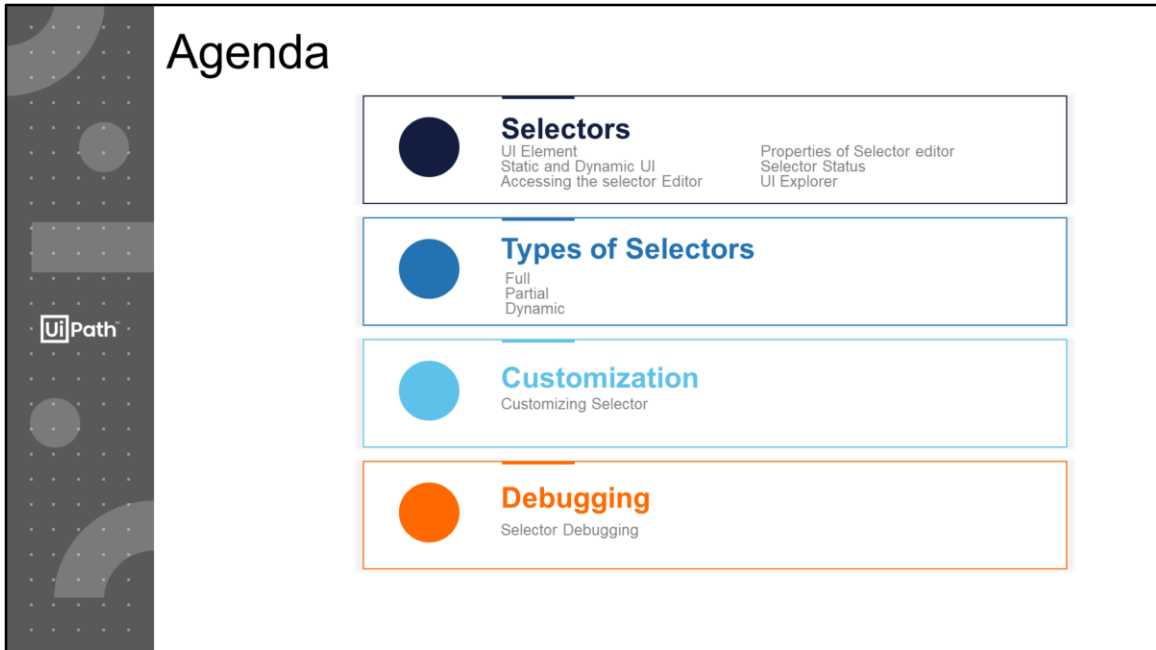 Agenda
Selectors
UI Element
Static and Dynamic UI
Accessing the selector Editor
Properties of Selector editor
Selector Status
UI Explorer
Types of Selectors
Full
Partial
Dynamic
UiPath™
Customization
Customizing Selector
Debugging
Selector Debugging